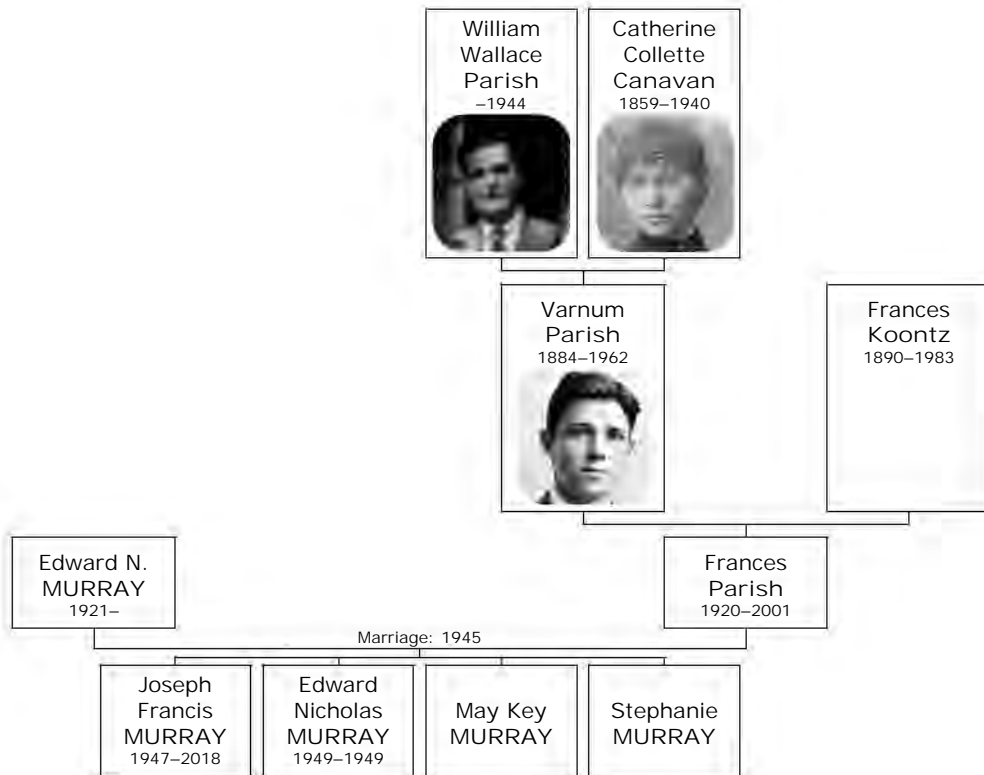 William
Wallace
Parish
–1944
Catherine
Collette
Canavan
1859–1940
Varnum
Parish
1884–1962
Frances
Koontz
1890–1983
Edward N.
MURRAY
1921–
Frances
Parish
1920–2001
Marriage: 1945
Joseph
Francis
MURRAY
1947–2018
Edward
Nicholas
MURRAY
1949–1949
May Key
MURRAY
Stephanie
MURRAY